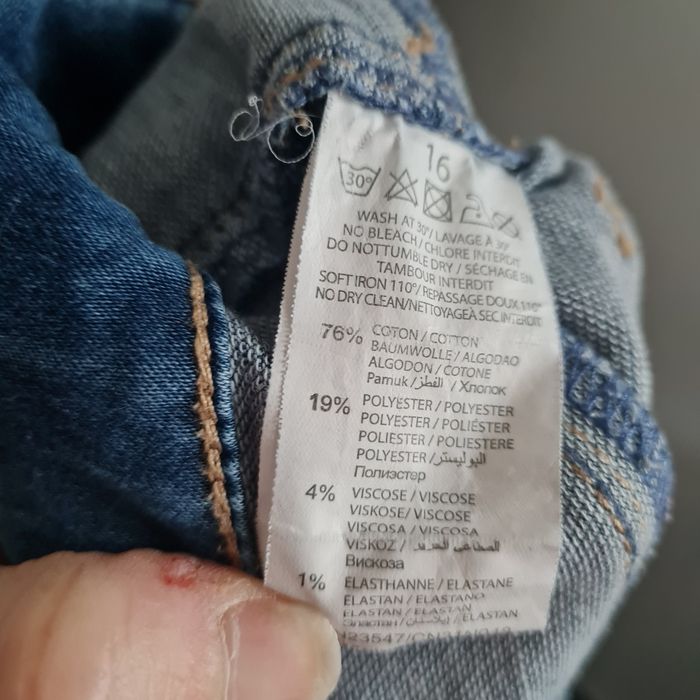 16
30°
WASH AT 30°/LAVAGE À 30°
NO BLEACH/CHLORE INTERDIT
DO NOTTUMBLE DRY/SÉCHAGE EN
TAMBOUR INTERDIT
SOFT IRON 110°/REPASSAGE DOUX 110°
NO DRY CLEAN/NETTOYAGE À SEC INTERDIT
76% COTON/COTTON
BAUMWOLLE/ALGODAO
ALGODON/COTONE
Pamuk / القطن / Хлопок
19% POLYESTER/POLYESTER
POLYESTER/POLIÉSTER
POLIESTER/POLIESTERE
POLYESTER/البوليستر
Полиэстер
4% VISCOSE/VISCOSE
VISKOSE/VISCOSE
VISCOSA/VISCOSA
VISKOZ/
Вискоза
1% ELASTHANNE/ELASTANE
ELASTAN/ELASTANO
ELASTAN/ELASTANE